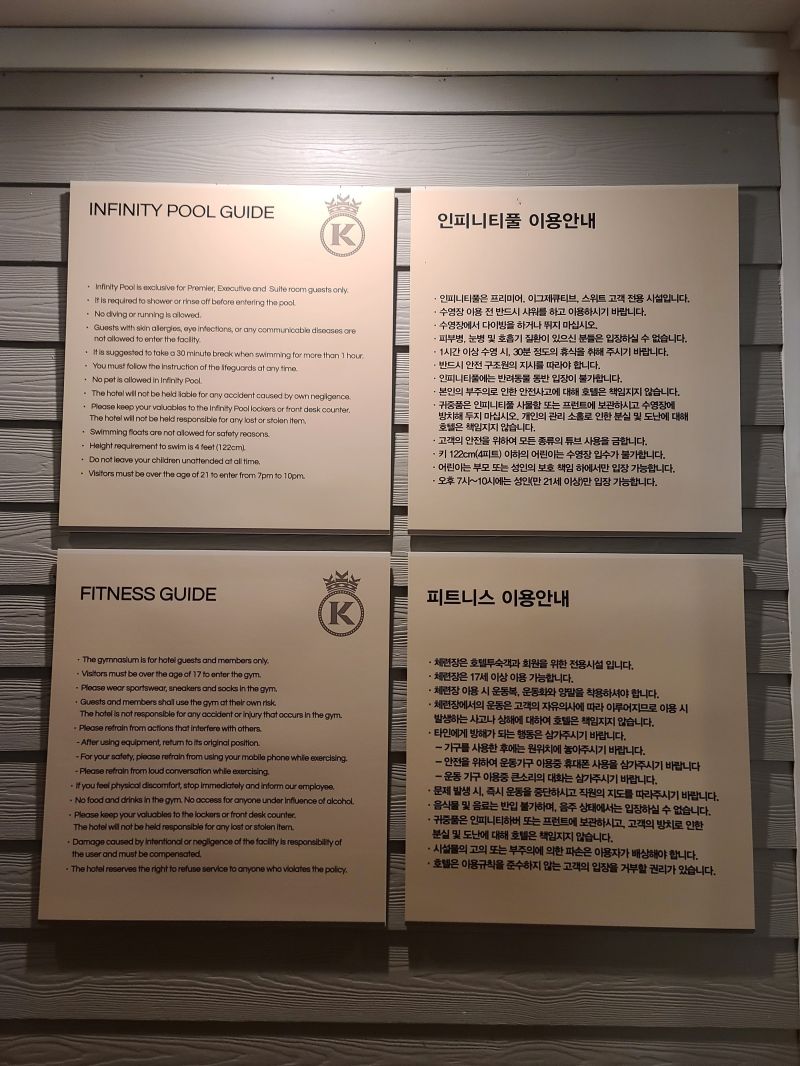 INFINITY POOL GUIDE
K
· Infinity Pool is exclusive for Premier, Executive and Suite room guests only.
· It is required to shower or rinse off before entering the pool.
· No diving or running is allowed.
· Guests with skin allergies, eye infections, or any communicable diseases are
not allowed to enter the facility.
· It is suggested to take a 30 minute break when swimming for more than 1 hour.
· You must follow the instruction of the lifeguards at any time.
· No pet is allowed in Infinity Pool.
· The hotel will not be held liable for any accident caused by own negligence.
· Please keep your valuables to the Infinity Pool lockers or front desk counter.
The hotel will not be held responsible for any lost or stolen item.
· Swimming floats are not allowed for safety reasons.
· Height requirement to swim is 4 feet (122cm).
· Do not leave your children unattended at all time.
· Visitors must be over the age of 21 to enter from 7pm to 10pm.
인피니티풀 이용안내
· 인피니티풀은 프리미어, 이그제큐티브, 스위트 고객 전용 시설입니다.
· 수영장 이용 전 반드시 샤워를 하고 이용하시기 바랍니다.
· 수영장에서 다이빙을 하거나 뛰지 마십시오.
· 피부병, 눈병 및 호흡기 질환이 있으신 분들은 입장하실 수 없습니다.
· 1시간 이상 수영 시, 30분 정도의 휴식을 취해 주시기 바랍니다.
· 반드시 안전 구조원의 지시를 따라야 합니다.
· 인피니티풀에는 반려동물 동반 입장이 불가합니다.
· 본인의 부주의로 인한 안전사고에 대해 호텔은 책임지지 않습니다.
· 귀중품은 인피니티풀 사물함 또는 프런트에 보관하시고 수영장에
방치해 두지 마십시오. 개인의 관리 소홀로 인한 분실 및 도난에 대해
호텔은 책임지지 않습니다.
· 고객의 안전을 위하여 모든 종류의 튜브 사용을 금합니다.
· 키 122cm(4피트) 이하의 어린이는 수영장 입수가 불가합니다.
· 어린이는 부모 또는 성인의 보호 책임 하에서만 입장 가능합니다.
· 오후 7시~10시에는 성인(만 21세 이상)만 입장 가능합니다.
FITNESS GUIDE
K
· The gymnasium is for hotel guests and members only.
· Visitors must be over the age of 17 to enter the gym.
· Please wear sportswear, sneakers and socks in the gym.
· Guests and members shall use the gym at their own risk.
The hotel is not responsible for any accident or injury that occurs in the gym.
· Please refrain from actions that interfere with others.
- After using equipment, return to its original position.
- For your safety, please refrain from using your mobile phone while exercising.
- Please refrain from loud conversation while exercising.
· If you feel physical discomfort, stop immediately and inform our employee.
· No food and drinks in the gym. No access for anyone under influence of alcohol.
· Please keep your valuables to the lockers or front desk counter.
The hotel will not be held responsible for any lost or stolen item.
· Damage caused by intentional or negligence of the facility is responsibility of
the user and must be compensated.
· The hotel reserves the right to refuse service to anyone who violates the policy.
피트니스 이용안내
· 체련장은 호텔투숙객과 회원을 위한 전용시설 입니다.
· 체련장은 17세 이상 이용 가능합니다.
· 체련장 이용 시 운동복, 운동화와 양말을 착용하셔야 합니다.
· 체련장에서의 운동은 고객의 자유의사에 따라 이루어지므로 이용 시
발생하는 사고나 상해에 대하여 호텔은 책임지지 않습니다.
· 타인에게 방해가 되는 행동은 삼가주시기 바랍니다.
– 기구를 사용한 후에는 원위치에 놓아주시기 바랍니다.
– 안전을 위하여 운동기구 이용중 휴대폰 사용을 삼가주시기 바랍니다
– 운동 기구 이용중 큰소리의 대화는 삼가주시기 바랍니다.
· 문제 발생 시, 즉시 운동을 중단하시고 직원의 지도를 따라주시기 바랍니다.
· 음식물 및 음료는 반입 불가하며, 음주 상태에서는 입장하실 수 없습니다.
· 귀중품은 인피니티하버 또는 프런트에 보관하시고, 고객의 방치로 인한
분실 및 도난에 대해 호텔은 책임지지 않습니다.
· 시설물의 고의 또는 부주의에 의한 파손은 이용자가 배상해야 합니다.
· 호텔은 이용규칙을 준수하지 않는 고객의 입장을 거부할 권리가 있습니다.